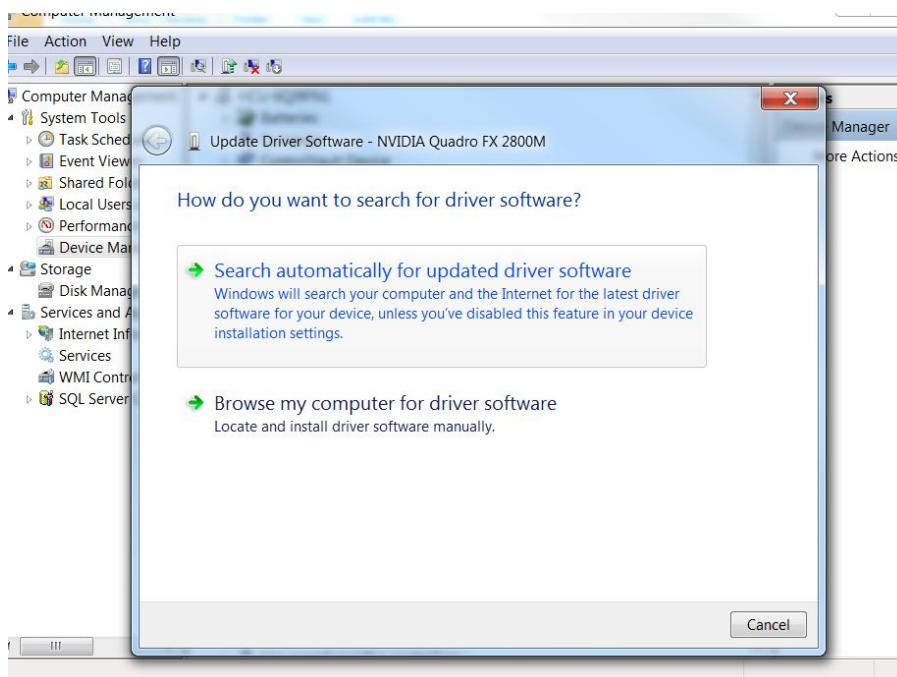 Computer Management
File Action View Help
Computer Manag
System Tools
Task Sched
Event View
Shared Fol
Local Users
Performanc
Device Mar
Storage
Disk Manag
Services and A
Internet Inf
Services
WMI Contr
SQL Server
Update Driver Software - NVIDIA Quadro FX 2800M
How do you want to search for driver software?
Search automatically for updated driver software
Windows will search your computer and the Internet for the latest driver
software for your device, unless you've disabled this feature in your device
installation settings.
Browse my computer for driver software
Locate and install driver software manually.
Cancel
s
Manager
ore Actions